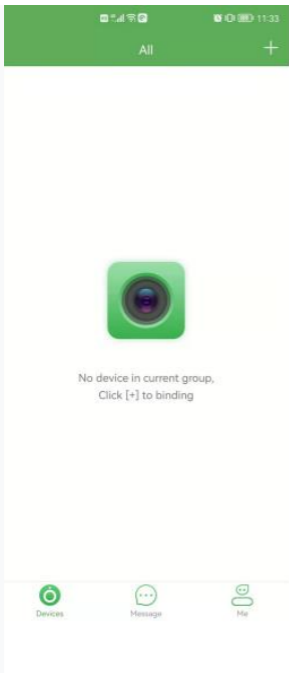 11:33
All
No device in current group,
Click [+] to binding
Devices
Message
Me